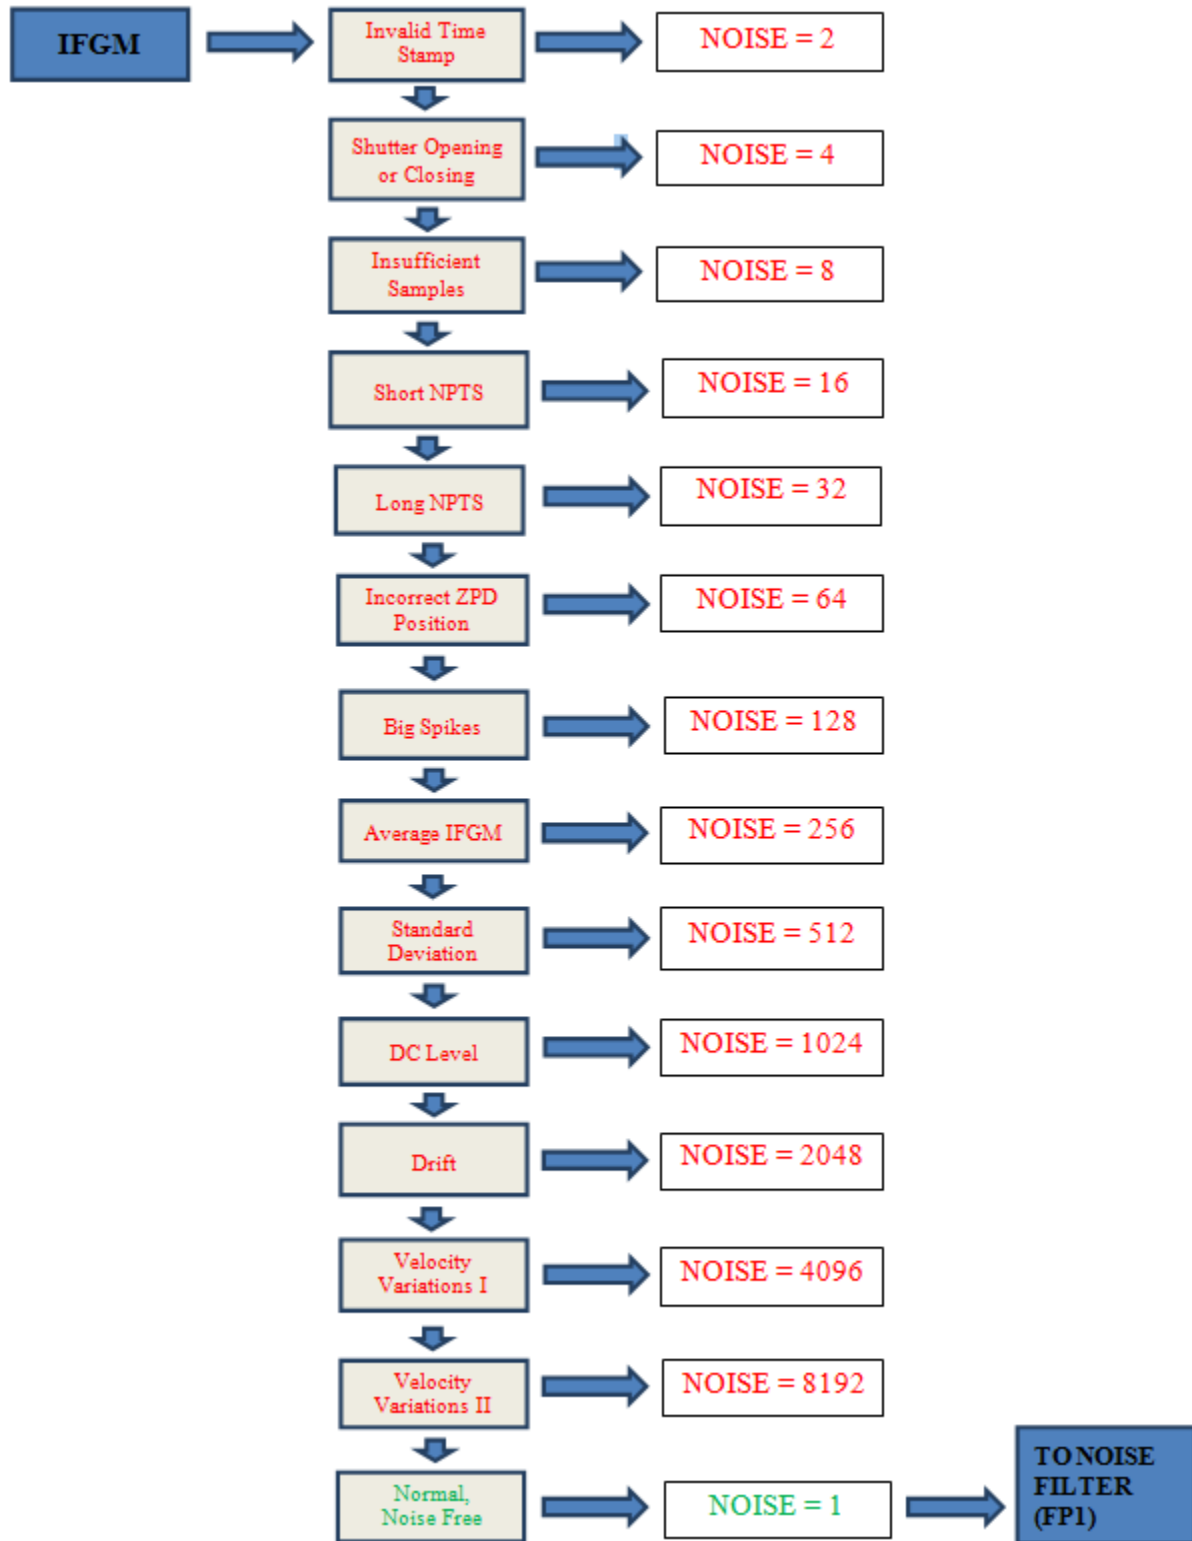 IFGM
Invalid Time
Stamp
NOISE = 2
Shutter Opening
or Closing
NOISE = 4
Insufficient
Samples
NOISE = 8
Short NPTS
NOISE = 16
Long NPTS
NOISE = 32
Incorrect ZPD
Position
NOISE = 64
Big Spikes
NOISE = 128
Average IFGM
NOISE = 256
Standard
Deviation
NOISE = 512
DC Level
NOISE = 1024
Drift
NOISE = 2048
Velocity
Variations I
NOISE = 4096
Velocity
Variations II
NOISE = 8192
Normal,
Noise Free
NOISE = 1
TO NOISE
FILTER
(FP1)